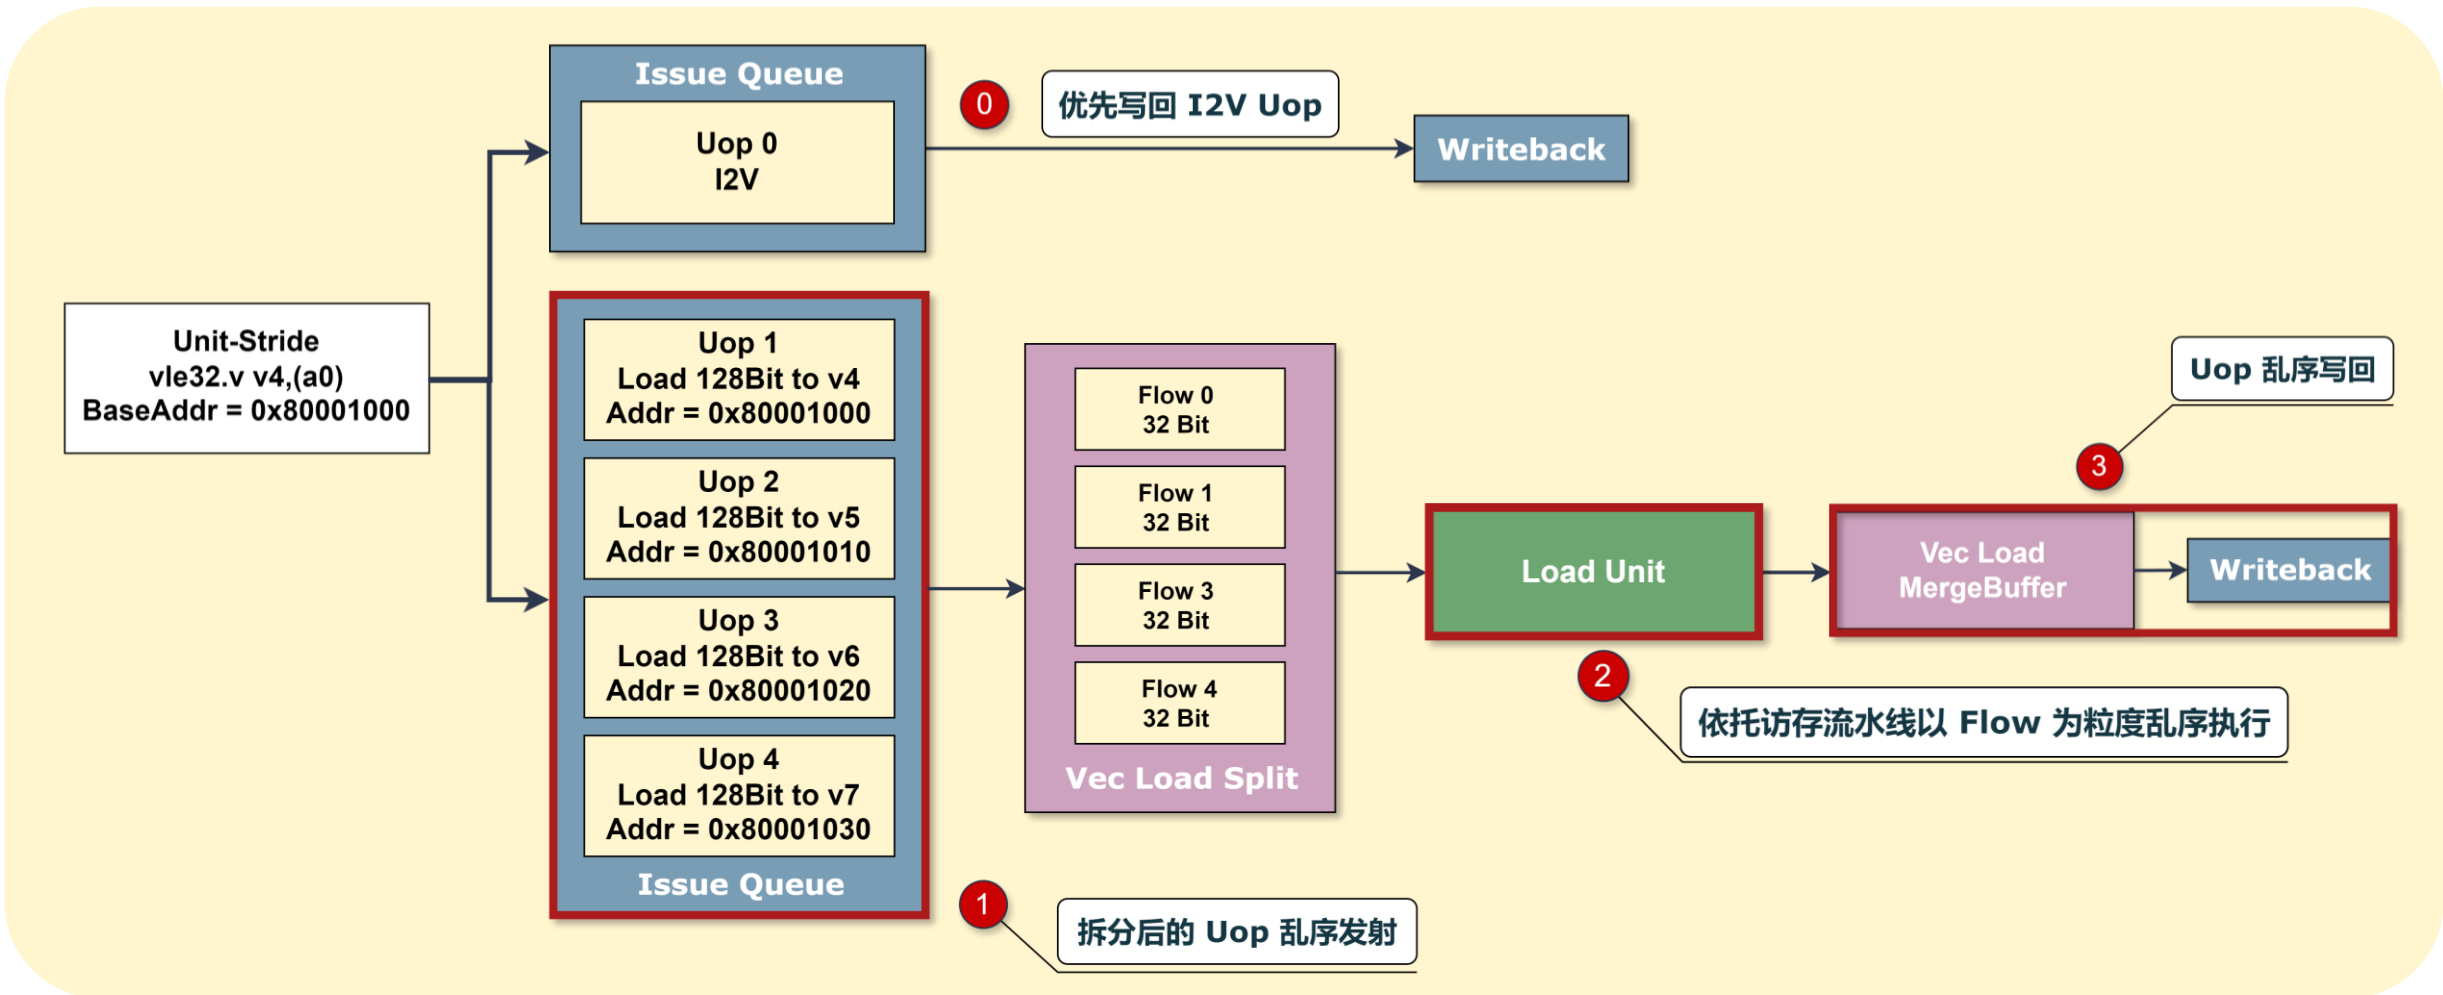 Issue Queue
Uop 0
I2V
0
优先写回 I2V Uop
Writeback
Unit-Stride
vle32.v v4,(a0)
BaseAddr = 0x80001000
Uop 1
Load 128Bit to v4
Addr = 0x80001000
Uop 2
Load 128Bit to v5
Addr = 0x80001010
Uop 3
Load 128Bit to v6
Addr = 0x80001020
Uop 4
Load 128Bit to v7
Addr = 0x80001030
Issue Queue
1
拆分后的 Uop 乱序发射
Flow 0
32 Bit
Flow 1
32 Bit
Flow 3
32 Bit
Flow 4
32 Bit
Vec Load Split
Load Unit
2
依托访存流水线以 Flow 为粒度乱序执行
Uop 乱序写回
3
Vec Load
MergeBuffer
Writeback